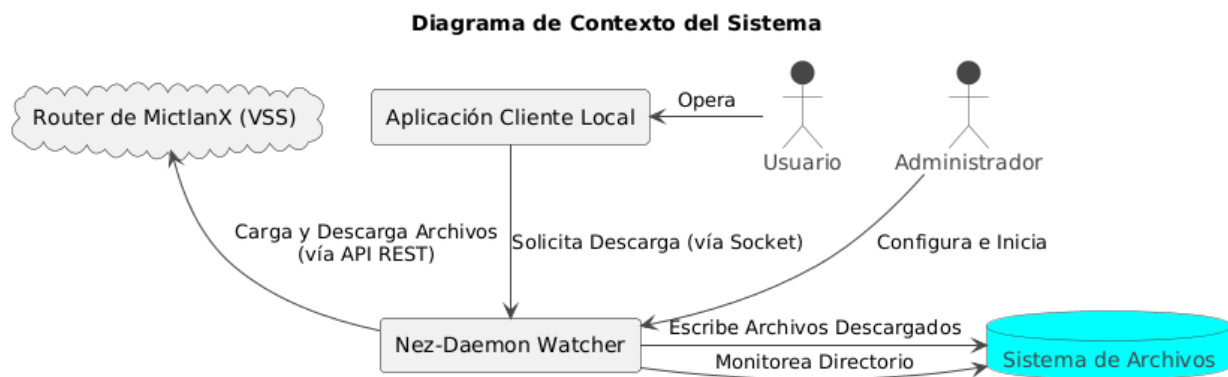 Diagrama de Contexto del Sistema
Router de MictlanX (VSS)
Aplicación Cliente Local
Opera
Usuario
Administrador
Carga y Descarga Archivos
(vía API REST)
Solicita Descarga (vía Socket)
Configura e Inicia
Nez-Daemon Watcher
Escribe Archivos Descargados
Monitorea Directorio
Sistema de Archivos